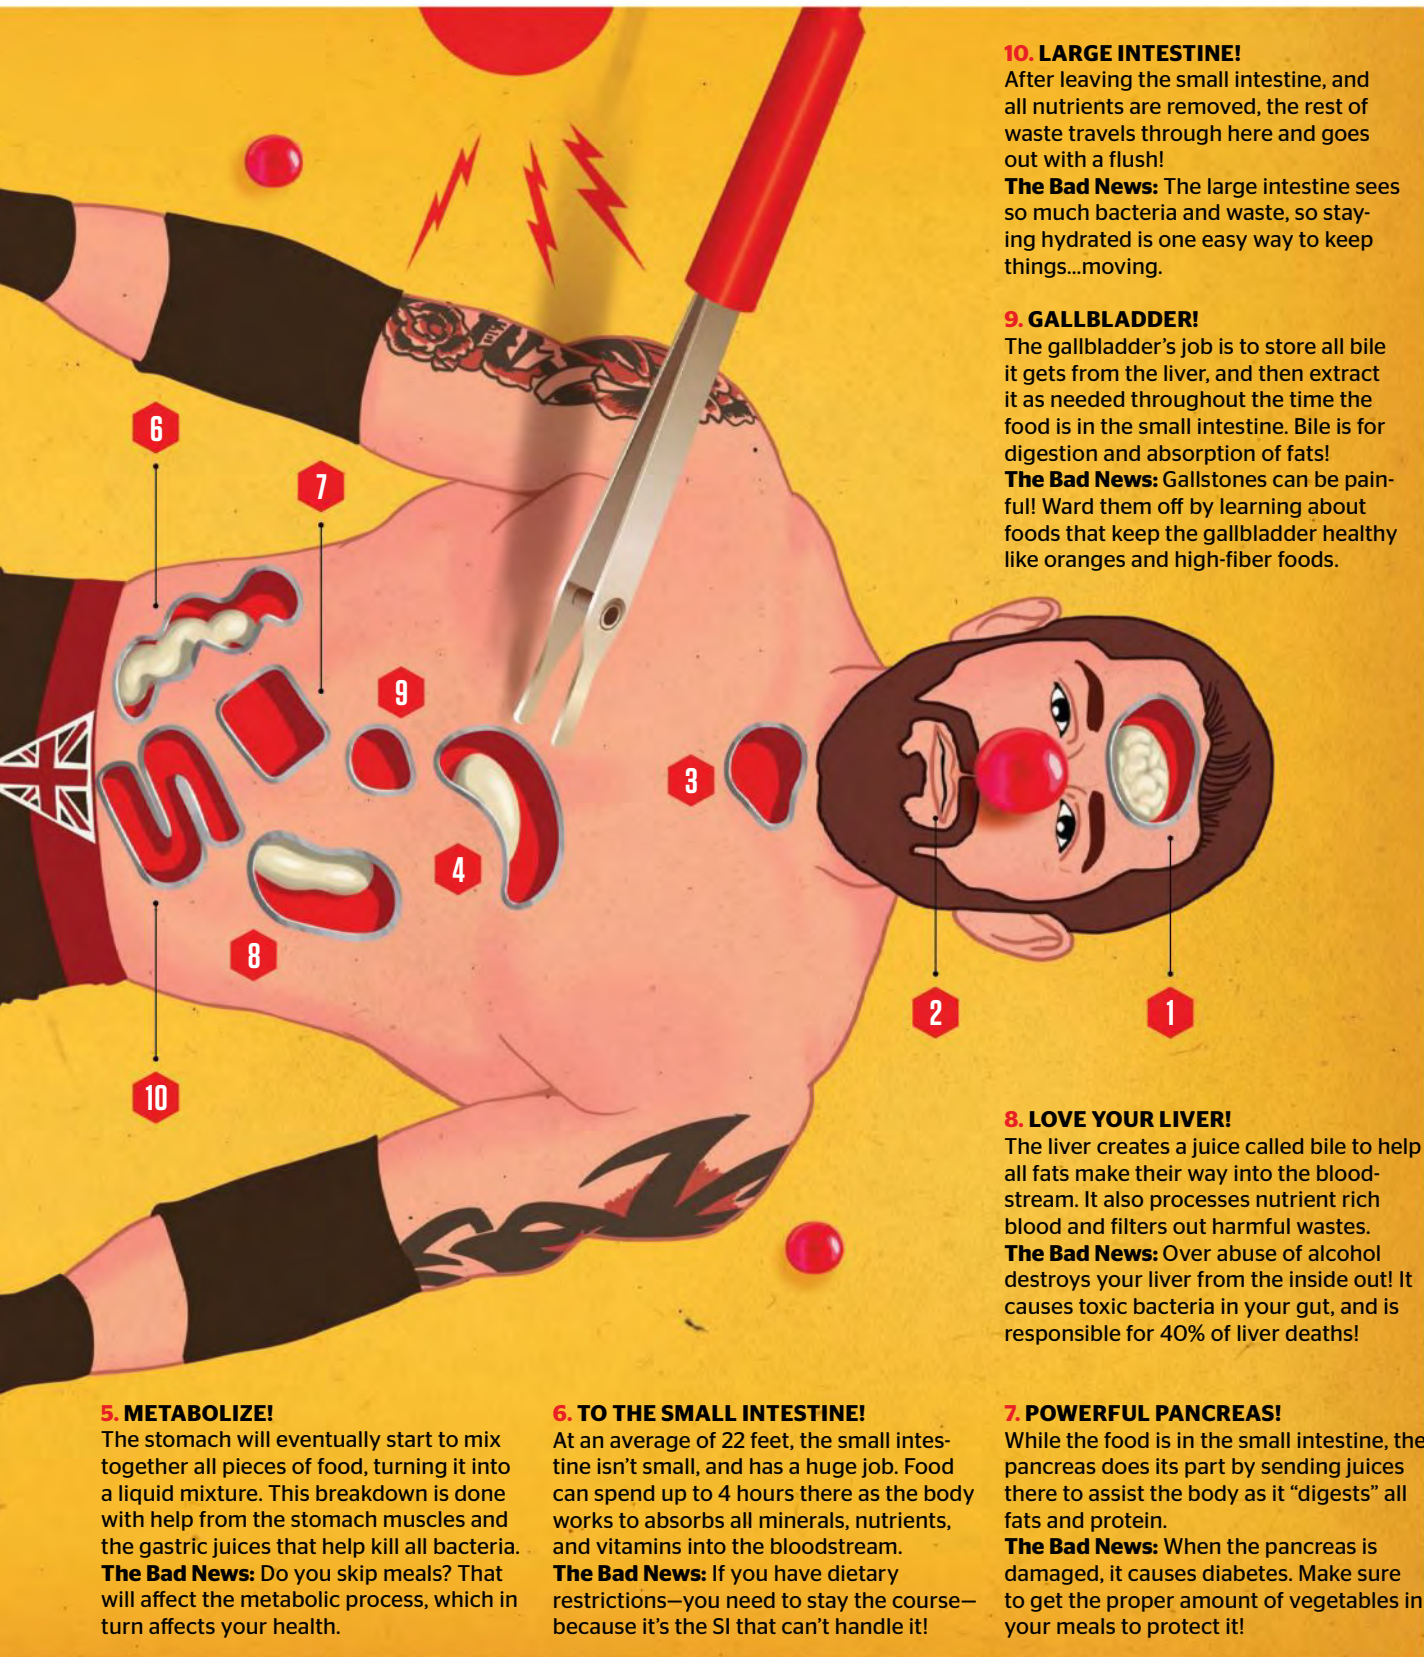 10. LARGE INTESTINE!
After leaving the small intestine, and
all nutrients are removed, the rest of
waste travels through here and goes
out with a flush!
The Bad News: The large intestine sees
so much bacteria and waste, so stay-
ing hydrated is one easy way to keep
things...moving.
9. GALLBLADDER!
The gallbladder's job is to store all bile
it gets from the liver, and then extract
it as needed throughout the time the
food is in the small intestine. Bile is for
digestion and absorption of fats!
The Bad News: Gallstones can be pain-
ful! Ward them off by learning about
foods that keep the gallbladder healthy
like oranges and high-fiber foods.
6
7
9
3
4
8
2
1
10
8. LOVE YOUR LIVER!
The liver creates a juice called bile to help
all fats make their way into the blood-
stream. It also processes nutrient rich
blood and filters out harmful wastes.
The Bad News: Over abuse of alcohol
destroys your liver from the inside out! It
causes toxic bacteria in your gut, and is
responsible for 40% of liver deaths!
5. METABOLIZE!
The stomach will eventually start to mix
together all pieces of food, turning it into
a liquid mixture. This breakdown is done
with help from the stomach muscles and
the gastric juices that help kill all bacteria.
The Bad News: Do you skip meals? That
will affect the metabolic process, which in
turn affects your health.
6. TO THE SMALL INTESTINE!
At an average of 22 feet, the small intes-
tine isn't small, and has a huge job. Food
can spend up to 4 hours there as the body
works to absorbs all minerals, nutrients,
and vitamins into the bloodstream.
The Bad News: If you have dietary
restrictions—you need to stay the course—
because it's the SI that can't handle it!
7. POWERFUL PANCREAS!
While the food is in the small intestine, the
pancreas does its part by sending juices
there to assist the body as it "digests" all
fats and protein.
The Bad News: When the pancreas is
damaged, it causes diabetes. Make sure
to get the proper amount of vegetables in
your meals to protect it!